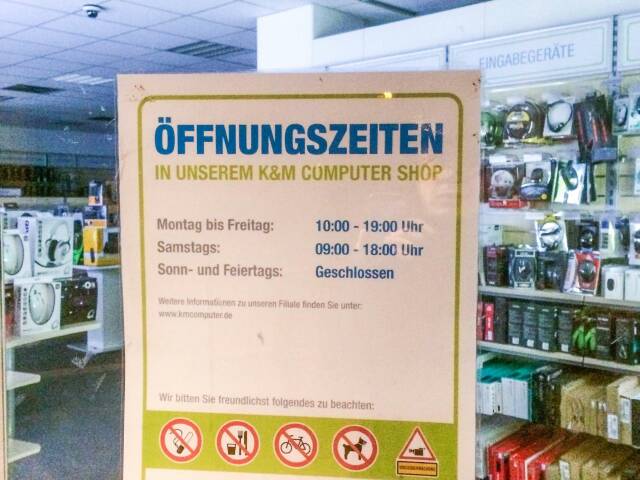 EINGABEGERÄTE
ÖFFNUNGSZEITEN
IN UNSEREM K&M COMPUTER SHOP
Montag bis Freitag: 10:00 - 19:00 Uhr
Samstags: 09:00 - 18:00 Uhr
Sonn- und Feiertags: Geschlossen
Weitere Informationen zu unseren Filiale finden Sie unter:
www.kmcomputer.de
Wir bitten Sie freundlichst folgendes zu beachten:
VIDEOÜBERWACHUNG